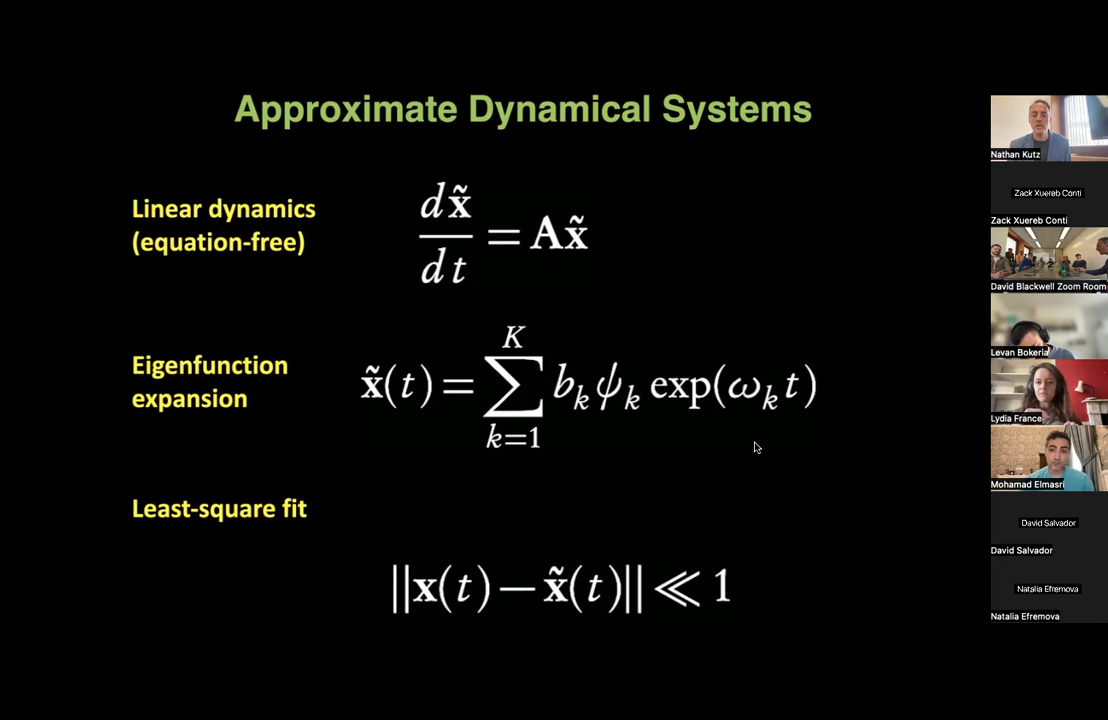 Approximate Dynamical Systems
Linear dynamics
(equation-free)
dx̃/dt = Ax̃
Eigenfunction
expansion
x̃(t) = ∑_{k=1}^{K} b_k ψ_k exp(ω_k t)
Least-square fit
||x(t) − x̃(t)|| ≪ 1
Nathan Kutz
Zack Xuereb Conti
Zack Xuereb Conti
David Blackwell Zoom Room
Levan Bokeria
Lydia France
Mohamad Elmasri
David Salvador
David Salvador
Natalia Efremova
Natalia Efremova